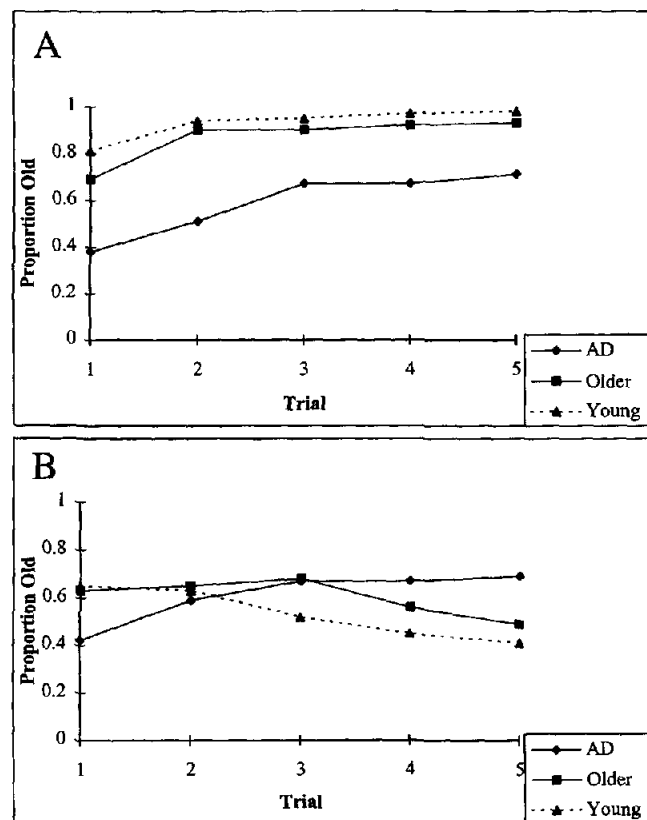 A
Proportion Old
1
0.8
0.6
0.4
0.2
0
1 2 3 4 5
Trial
AD
Older
Young
B
Proportion Old
1
0.8
0.6
0.4
0.2
0
1 2 3 4 5
Trial
AD
Older
Young